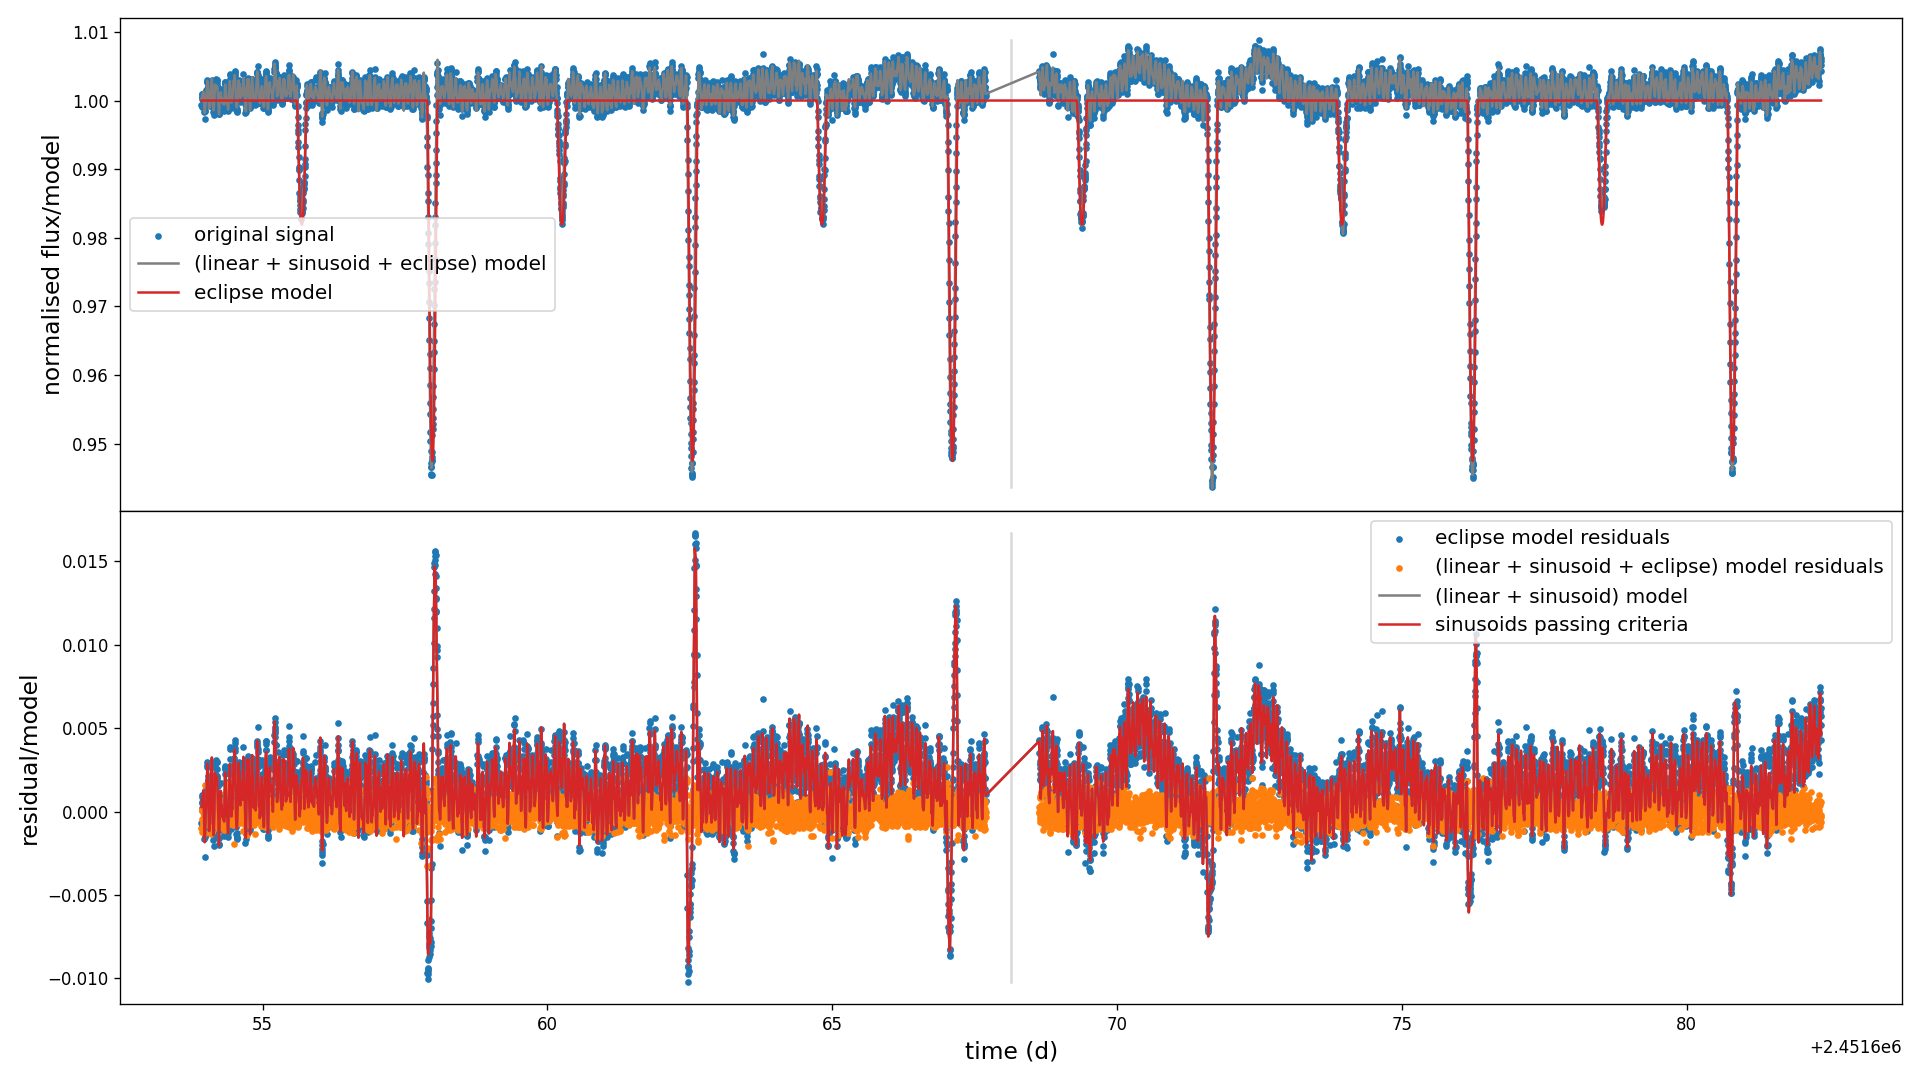 1.01
1.00
0.99
0.98
0.97
0.96
0.95
normalised flux/model
original signal
(linear + sinusoid + eclipse) model
eclipse model
0.015
0.010
0.005
0.000
−0.005
−0.010
residual/model
eclipse model residuals
(linear + sinusoid + eclipse) model residuals
(linear + sinusoid) model
sinusoids passing criteria
55 60 65 70 75 80
time (d)
+2.4516e6